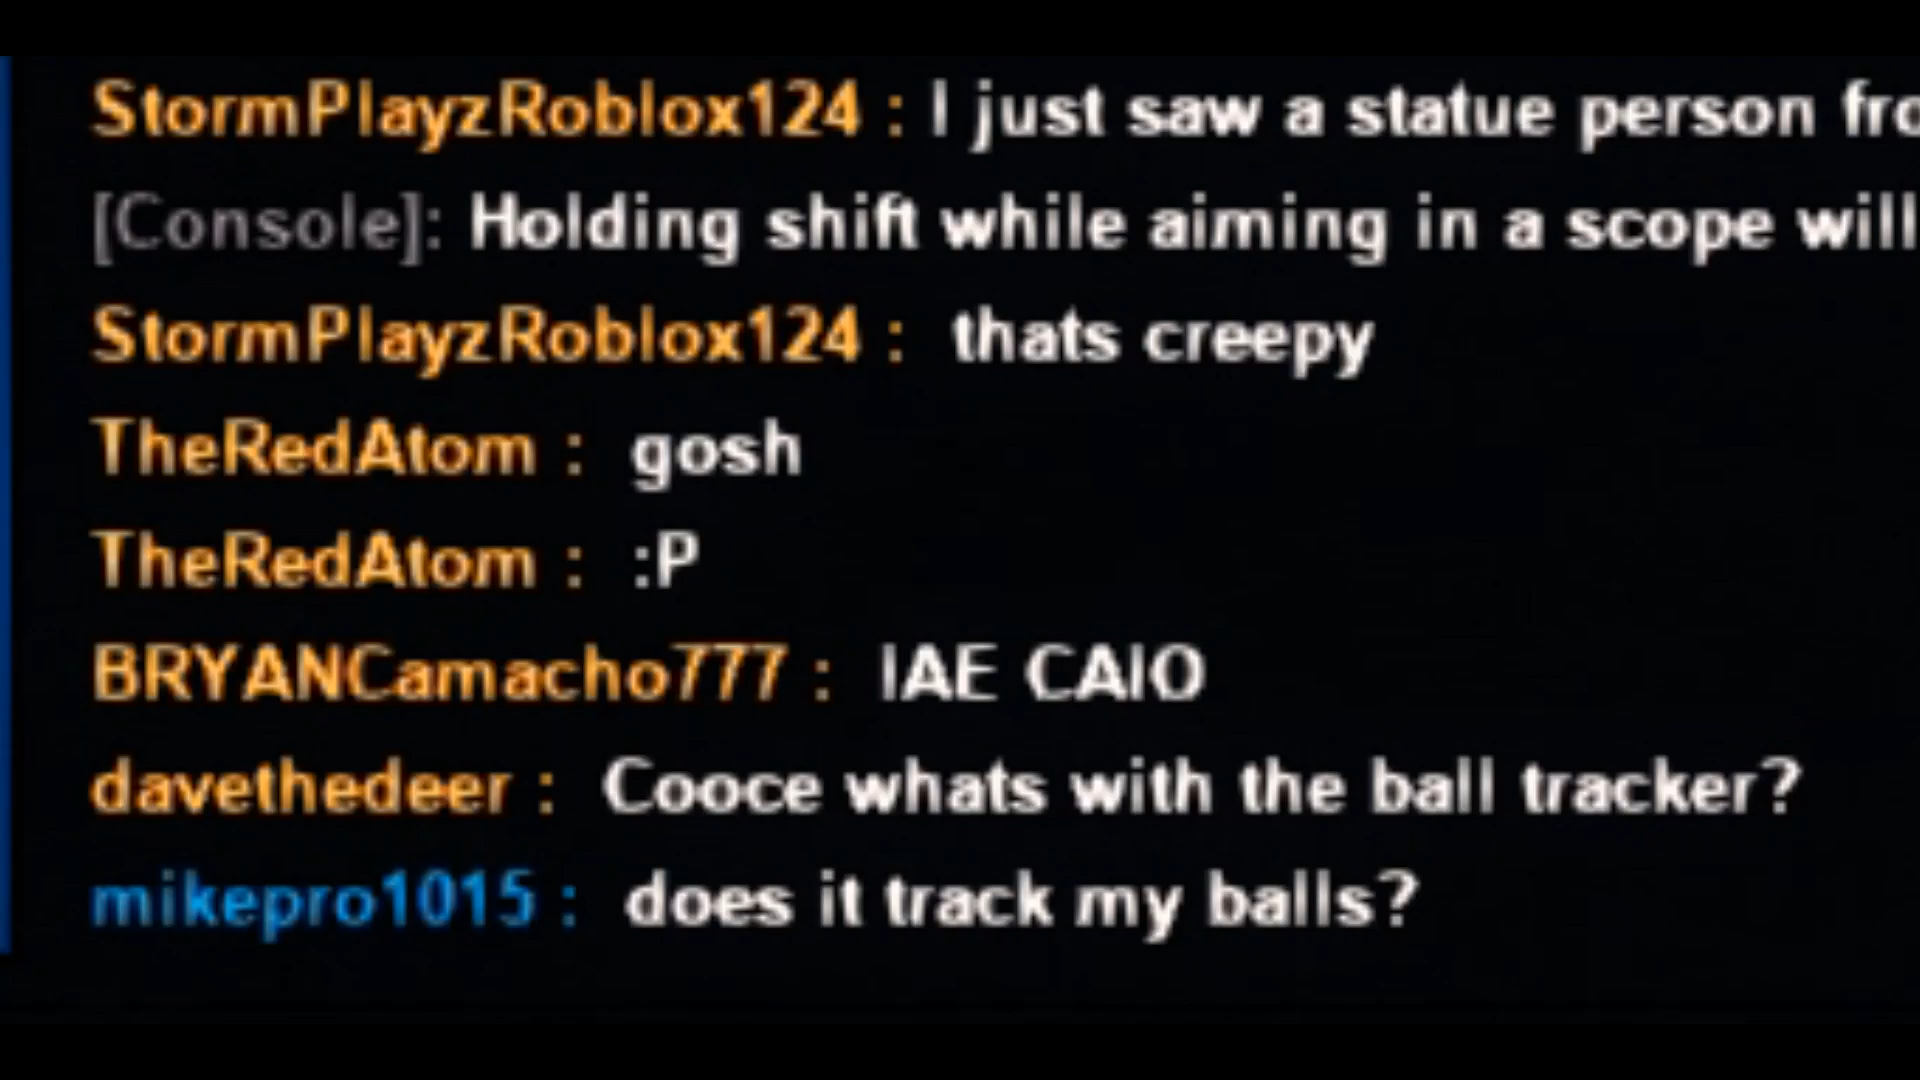 StormPlayzRoblox124 : I just saw a statue person fro
[Console]: Holding shift while aiming in a scope will
StormPlayzRoblox124 : thats creepy
TheRedAtom : gosh
TheRedAtom : :P
BRYANCamacho777 : IAE CAIO
davethedeer : Cooce whats with the ball tracker?
mikepro1015 : does it track my balls?